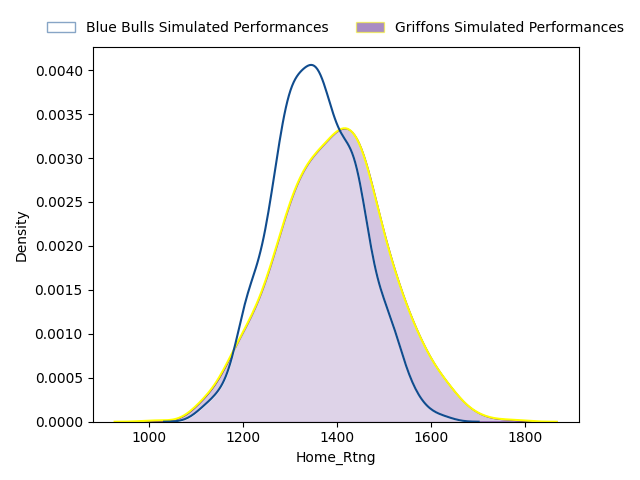 Blue Bulls Simulated Performances
Griffons Simulated Performances
0.0040
0.0035
0.0030
0.0025
0.0020
0.0015
0.0010
0.0005
0.0000
Density
1000 1200 1400 1600 1800
Home_Rtng